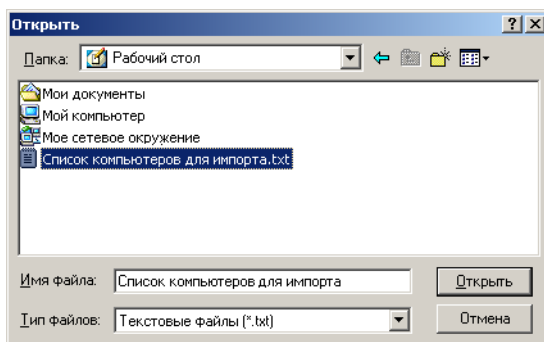 Открыть
Папка: Рабочий стол
Мои документы
Мой компьютер
Мое сетевое окружение
Список компьютеров для импорта.txt
Имя файла: Список компьютеров для импорта Открыть
Тип файлов: Текстовые файлы (*.txt) Отмена